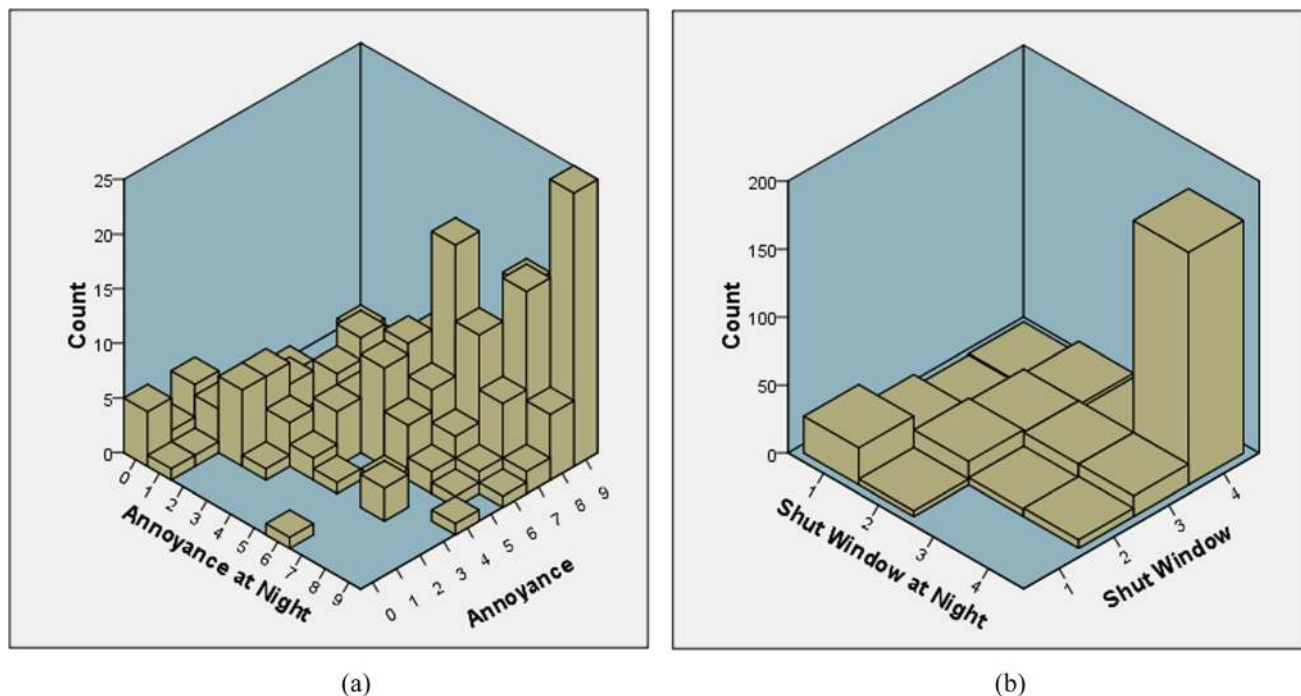 25
20
15
10
5
0
Count
0 1 2 3 4 5 6 7 8 9
Annoyance at Night
0 1 2 3 4 5 6 7 8 9
Annoyance
(a)
200
150
100
50
0
Count
1 2 3 4
Shut Window at Night
1 2 3 4
Shut Window
(b)